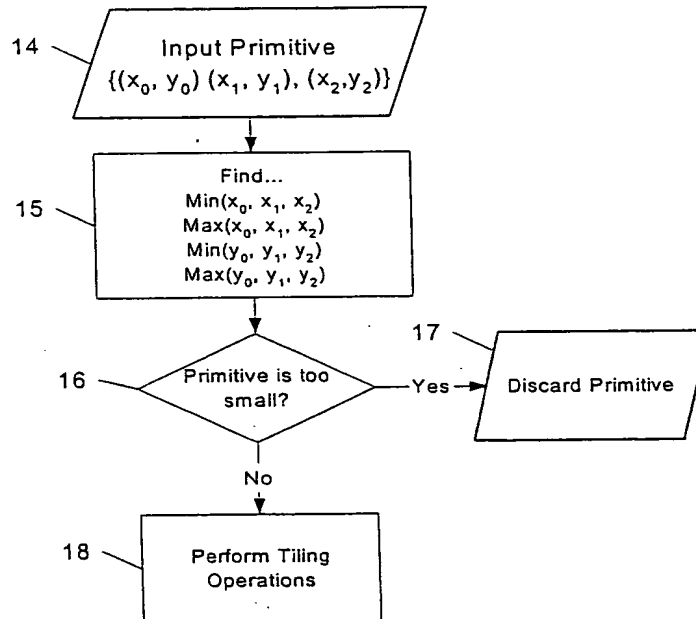 14
Input Primitive
{(x₀, y₀) (x₁, y₁), (x₂,y₂)}
15
Find...
Min(x₀, x₁, x₂)
Max(x₀, x₁, x₂)
Min(y₀, y₁, y₂)
Max(y₀, y₁, y₂)
16
Primitive is too
small?
Yes
17
Discard Primitive
No
18
Perform Tiling
Operations